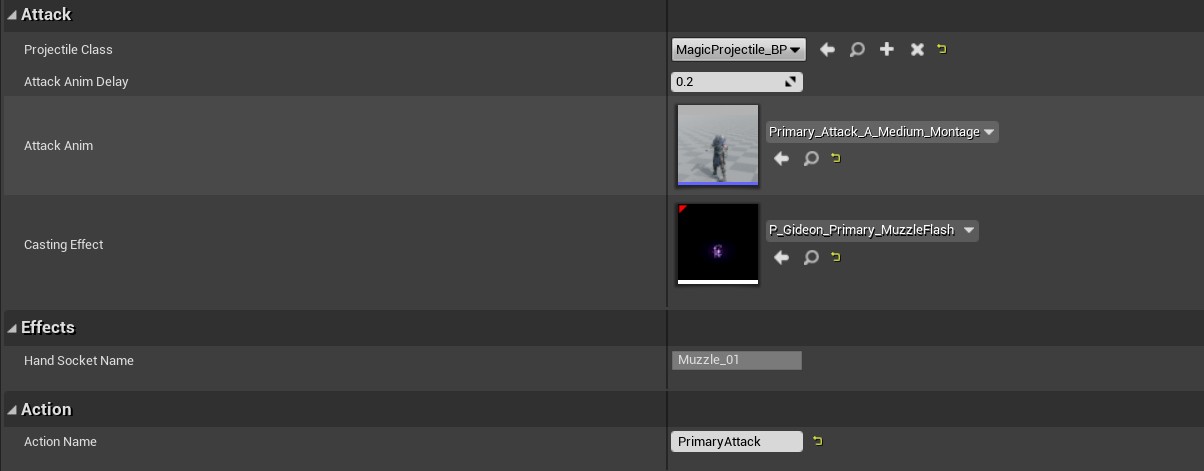 Attack
Projectile Class
MagicProjectile_BP
Attack Anim Delay
0.2
Attack Anim
Primary_Attack_A_Medium_Montage
Casting Effect
P_Gideon_Primary_MuzzleFlash
Effects
Hand Socket Name
Muzzle_01
Action
Action Name
PrimaryAttack